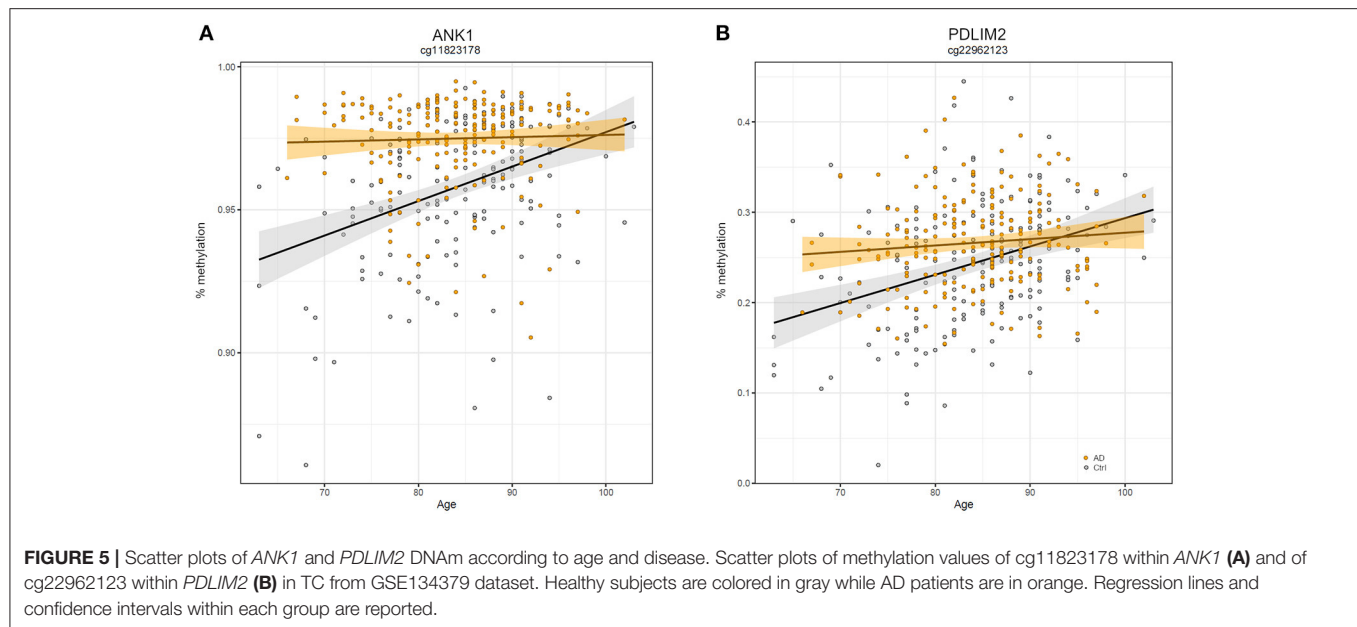 A
ANK1
cg11823178
1.00
0.95
0.90
% methylation
70
80
90
100
Age
B
PDLIM2
cg22962123
0.4
0.3
0.2
0.1
0.0
% methylation
70
80
90
100
Age
AD
Ctrl
FIGURE 5 | Scatter plots of ANK1 and PDLIM2 DNAm according to age and disease. Scatter plots of methylation values of cg11823178 within ANK1 (A) and of
cg22962123 within PDLIM2 (B) in TC from GSE134379 dataset. Healthy subjects are colored in gray while AD patients are in orange. Regression lines and
confidence intervals within each group are reported.